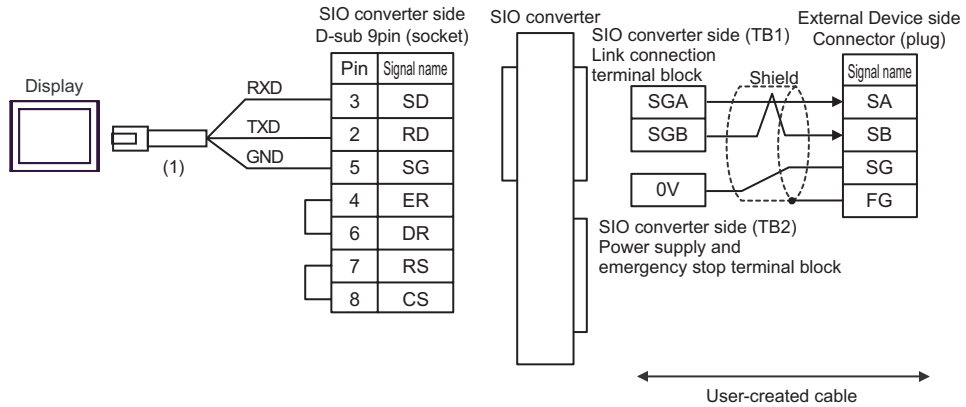 Display
RXD
TXD
GND
(1)
SIO converter side
D-sub 9pin (socket)
Pin Signal name
3 SD
2 RD
5 SG
4 ER
6 DR
7 RS
8 CS
SIO converter
SIO converter side (TB1)
Link connection
terminal block
Shield
SGA
SGB
0V
SIO converter side (TB2)
Power supply and
emergency stop terminal block
External Device side
Connector (plug)
Signal name
SA
SB
SG
FG
User-created cable